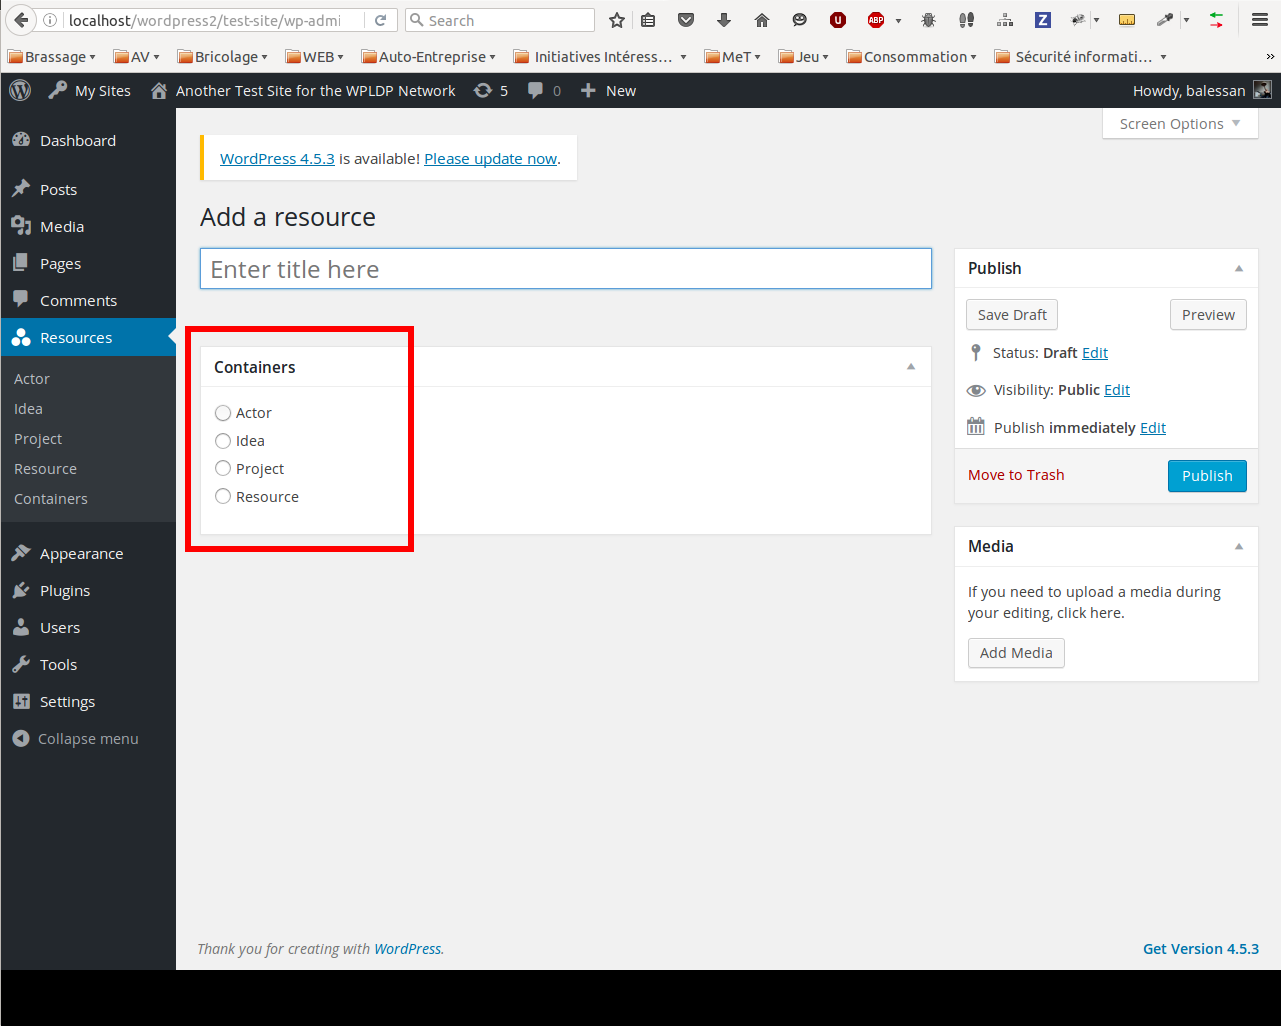 localhost/wordpress2/test-site/wp-admi
Search
U
ABP
Z
Brassage
AV
Bricolage
WEB
Auto-Entreprise
Initiatives Intéress...
MeT
Jeu
Consommation
Sécurité informati...
»
My Sites
Another Test Site for the WPLDP Network
5
0
New
Howdy, balessan
Screen Options
Dashboard
Posts
Media
Pages
Comments
Resources
Actor
Idea
Project
Resource
Containers
Appearance
Plugins
Users
Tools
Settings
Collapse menu
WordPress 4.5.3 is available! Please update now.
Add a resource
Enter title here
Containers
Actor
Idea
Project
Resource
Publish
Save Draft
Preview
Status: Draft Edit
Visibility: Public Edit
Publish immediately Edit
Move to Trash
Publish
Media
If you need to upload a media during
your editing, click here.
Add Media
Thank you for creating with WordPress.
Get Version 4.5.3